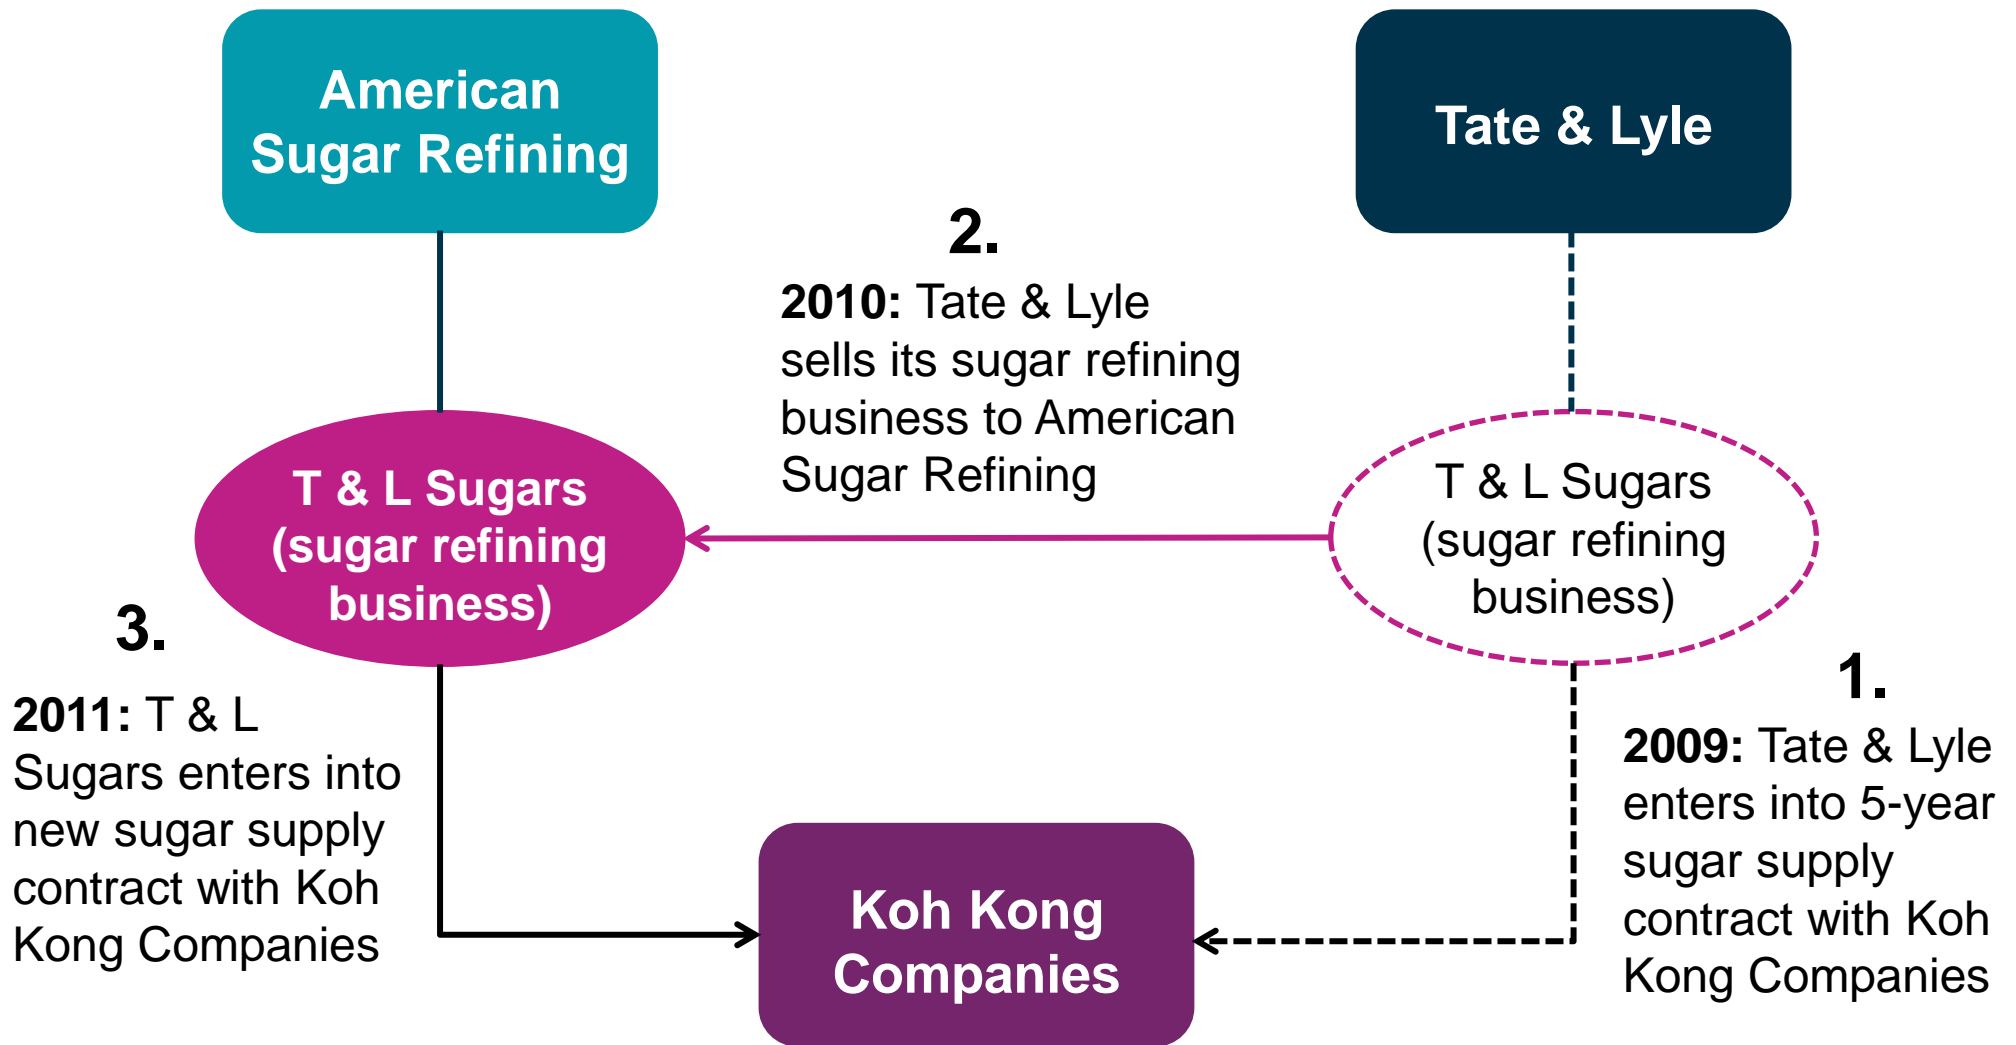 American
Sugar Refining
Tate & Lyle
2.
2010: Tate & Lyle
sells its sugar refining
business to American
Sugar Refining
T & L Sugars
(sugar refining
business)
T & L Sugars
(sugar refining
business)
3.
2011: T & L
Sugars enters into
new sugar supply
contract with Koh
Kong Companies
1.
2009: Tate & Lyle
enters into 5-year
sugar supply
contract with Koh
Kong Companies
Koh Kong
Companies